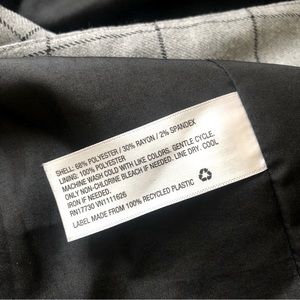 SHELL: 68% POLYESTER / 30% RAYON / 2% SPANDEX
LINING: 100% POLYESTER
MACHINE WASH COLD WITH LIKE COLORS. GENTLE CYCLE.
ONLY NON-CHLORINE BLEACH IF NEEDED. LINE DRY. COOL
IRON IF NEEDED.
RN17730 VN1111626
LABEL MADE FROM 100% RECYCLED PLASTIC